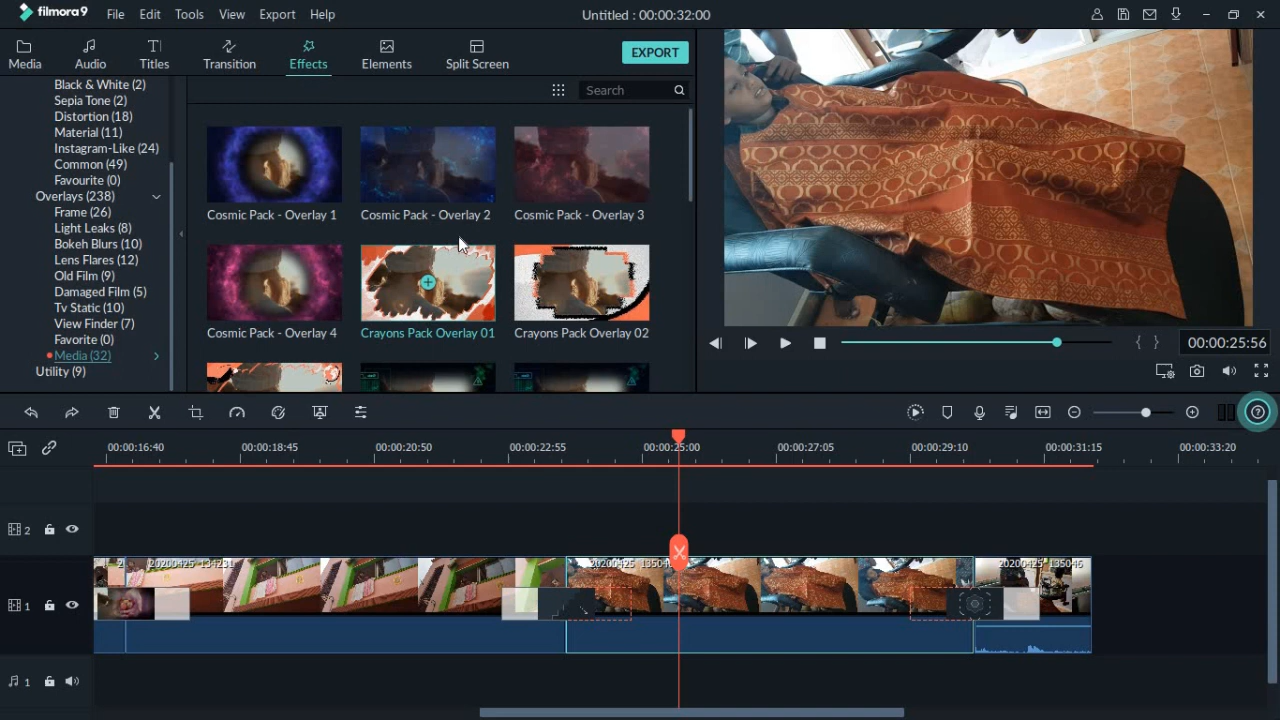 filmora9 File Edit Tools View Export Help Untitled : 00:00:32:00
Media Audio Titles Transition Effects Elements Split Screen EXPORT
Black & White (2)
Sepia Tone (2)
Distortion (18)
Material (11)
Instagram-Like (24)
Common (49)
Favourite (0)
Overlays (238)
Frame (26)
Light Leaks (8)
Bokeh Blurs (10)
Lens Flares (12)
Old Film (9)
Damaged Film (5)
Tv Static (10)
View Finder (7)
Favorite (0)
Media (32)
Utility (9)
Search
Cosmic Pack - Overlay 1 Cosmic Pack - Overlay 2 Cosmic Pack - Overlay 3
Cosmic Pack - Overlay 4 Crayons Pack Overlay 01 Crayons Pack Overlay 02
00:00:25:56
00:00:16:40 00:00:18:45 00:00:20:50 00:00:22:55 00:00:25:00 00:00:27:05 00:00:29:10 00:00:31:15 00:00:33:20
2
20200425_135046
1
1